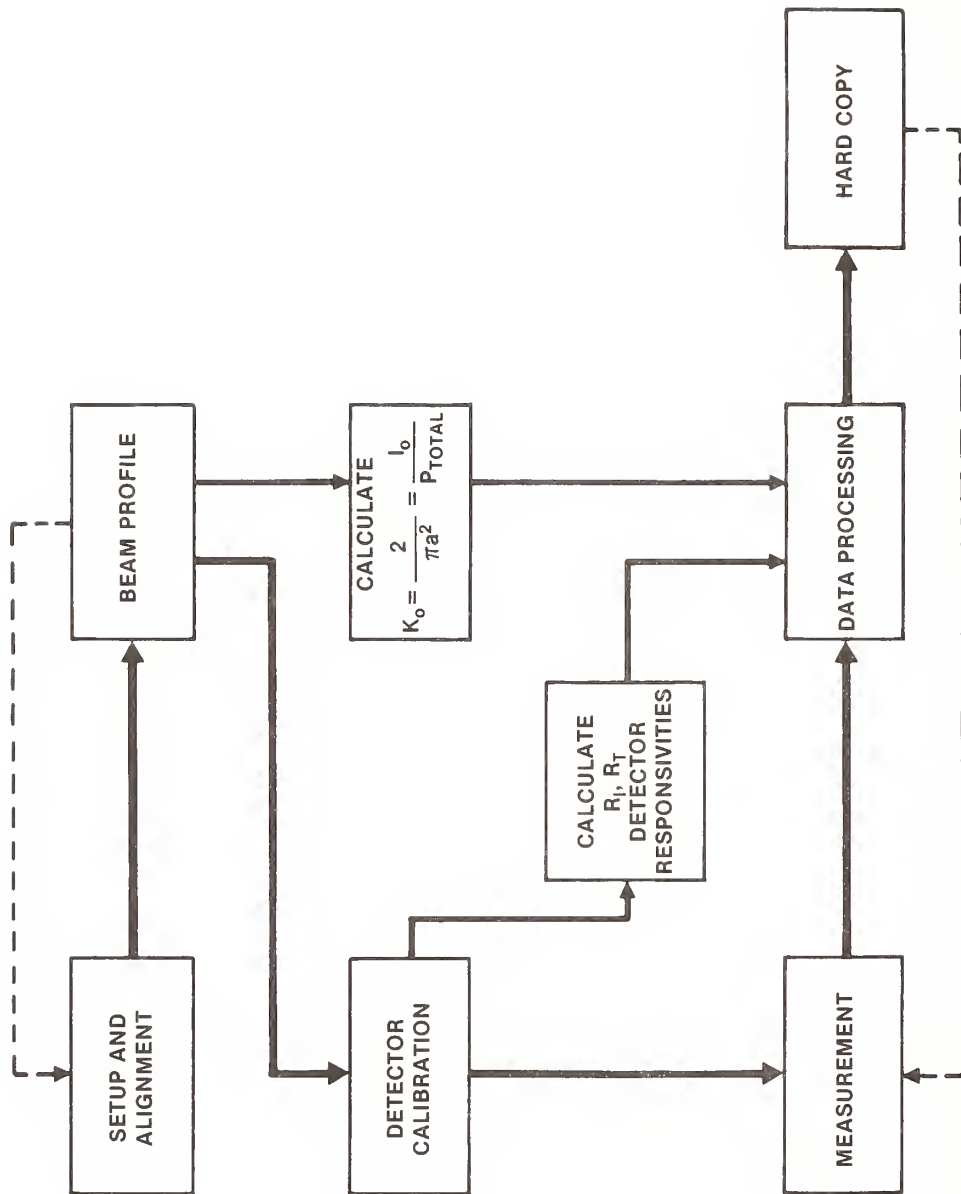 SETUP AND
ALIGNMENT
BEAM PROFILE
DETECTOR
CALIBRATION
CALCULATE
K₀ = 2 / πa² = I₀ / P_TOTAL
CALCULATE
R_I, R_T
DETECTOR
RESPONSIVITIES
MEASUREMENT
DATA PROCESSING
HARD COPY